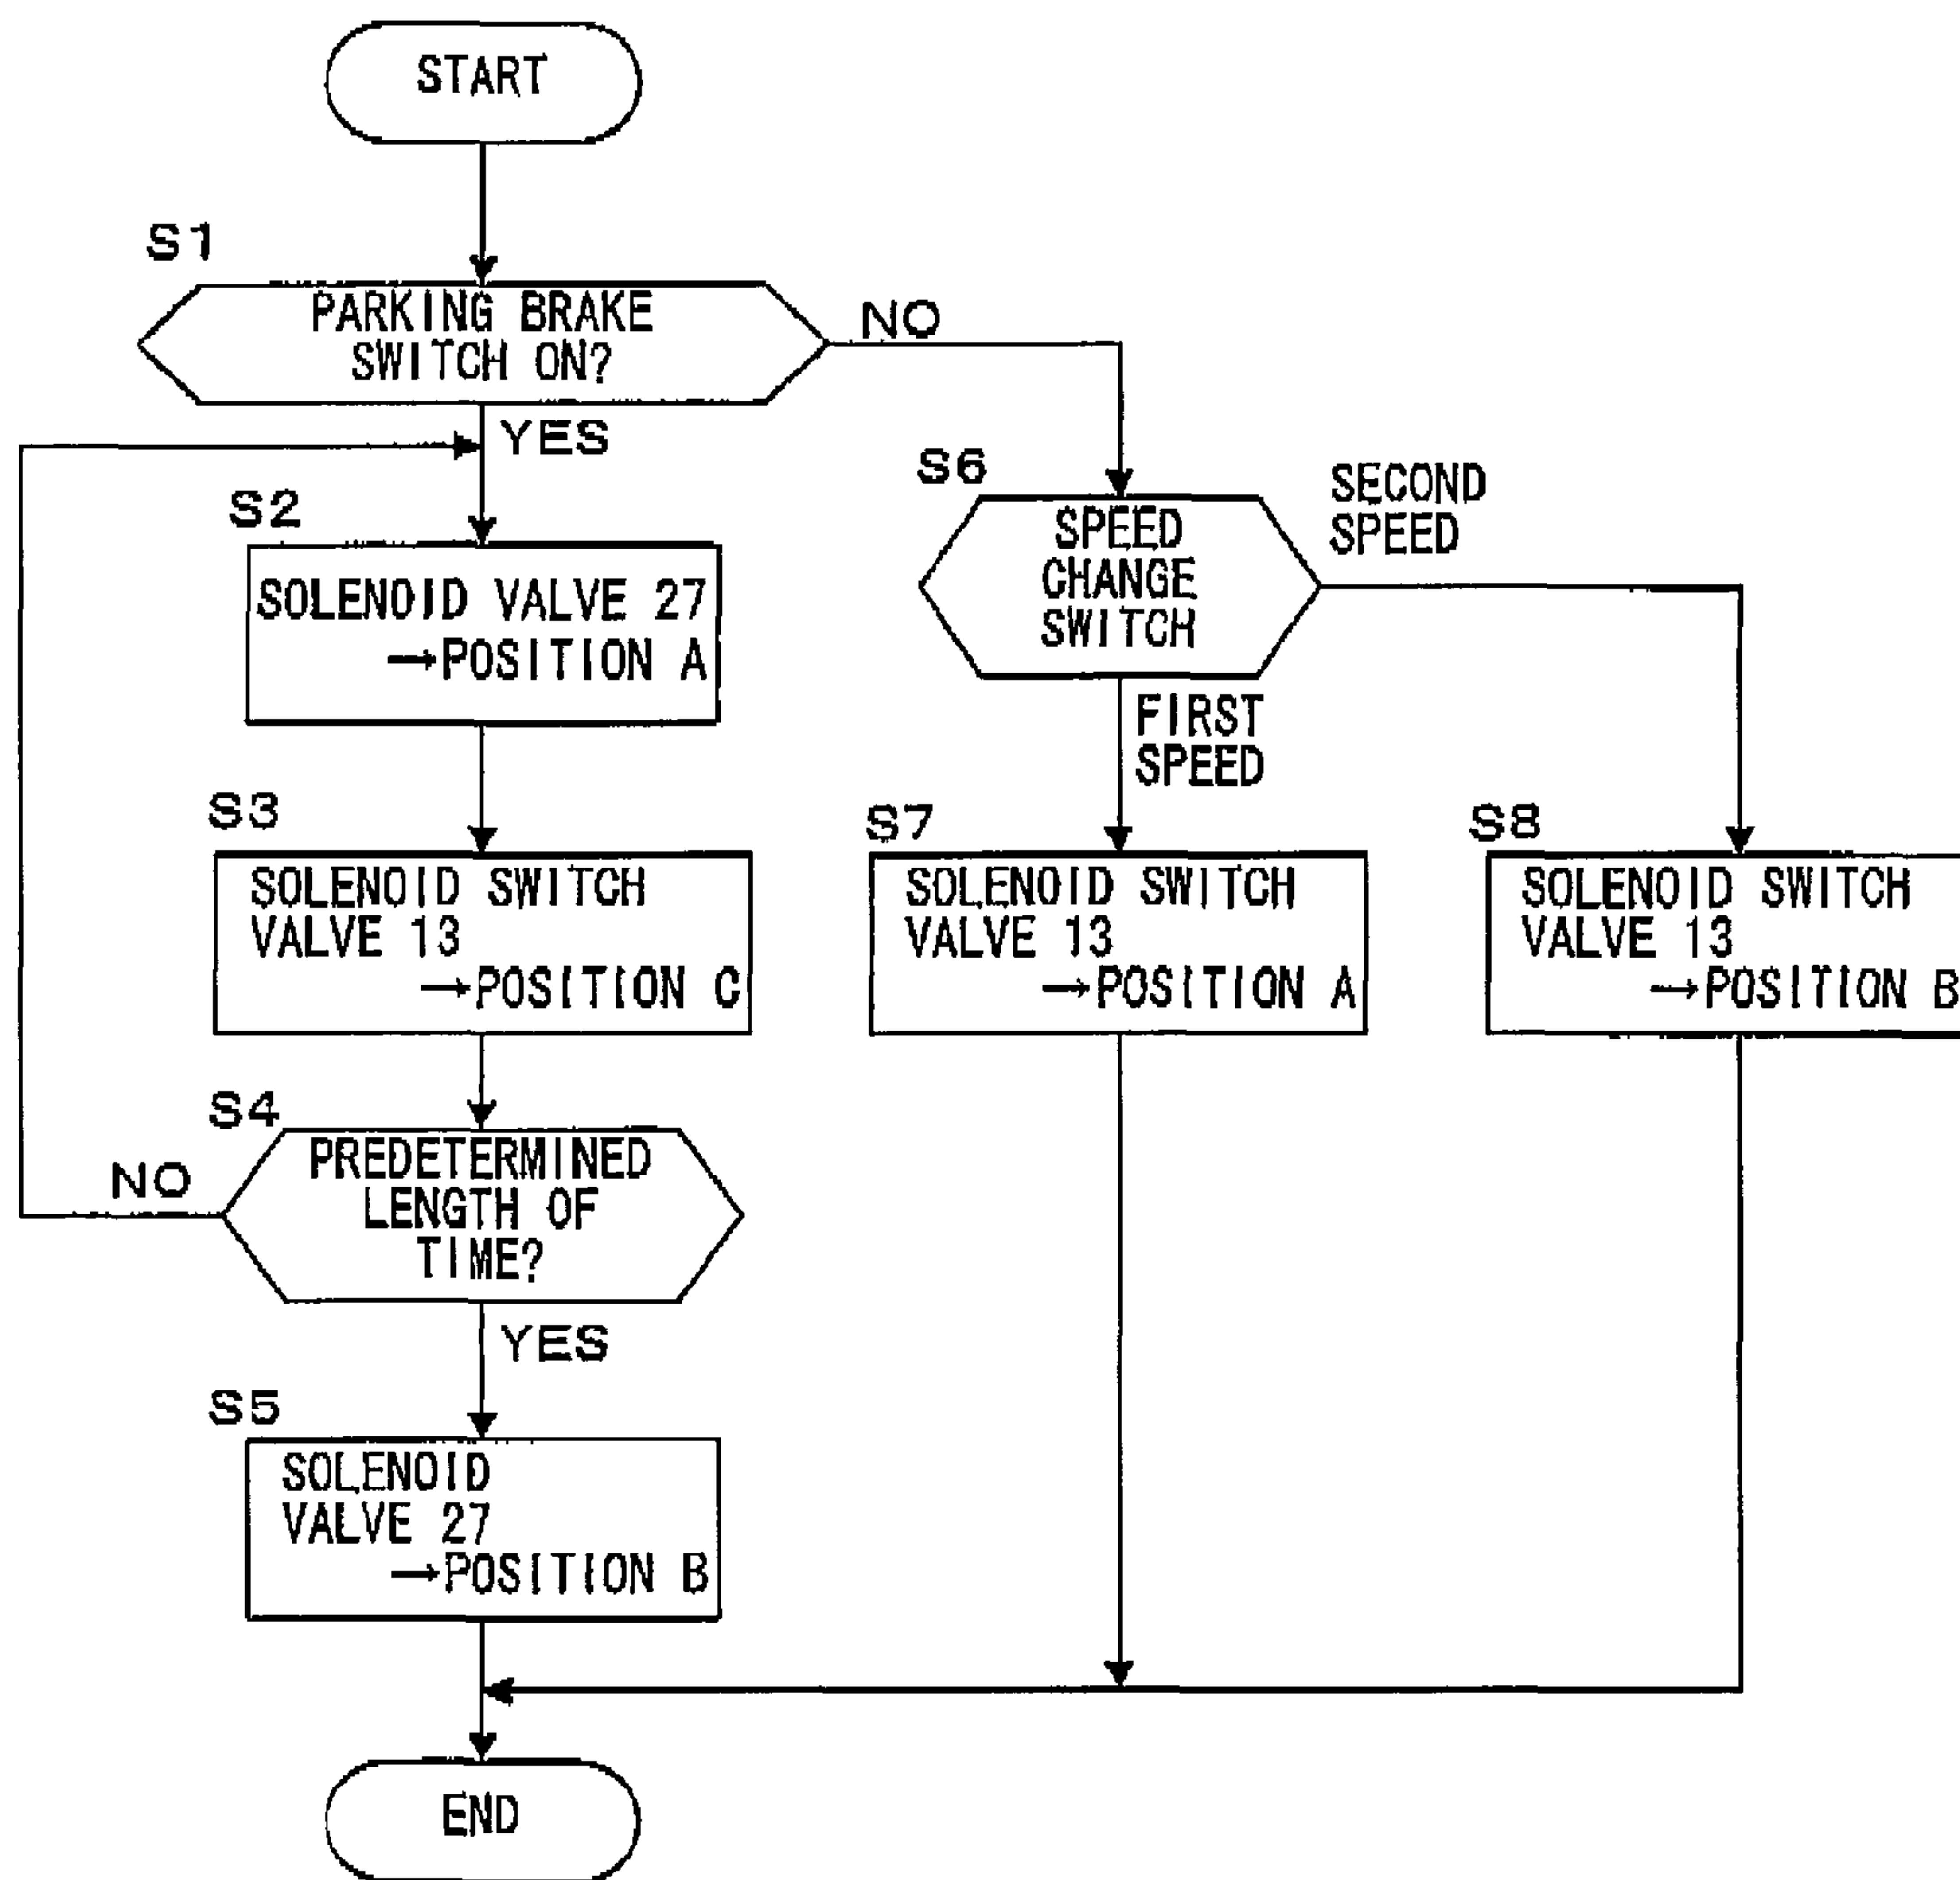 START
S1
PARKING BRAKE
SWITCH ON?
NO
YES
S2
SOLENOID VALVE 27
→POSITION A
S3
SOLENOID SWITCH
VALVE 13
→POSITION C
S4
PREDETERMINED
LENGTH OF
TIME?
NO
YES
S5
SOLENOID
VALVE 27
→POSITION B
S6
SPEED
CHANGE
SWITCH
SECOND
SPEED
FIRST
SPEED
S7
SOLENOID SWITCH
VALVE 13
→POSITION A
S8
SOLENOID SWITCH
VALVE 13
→POSITION B
END